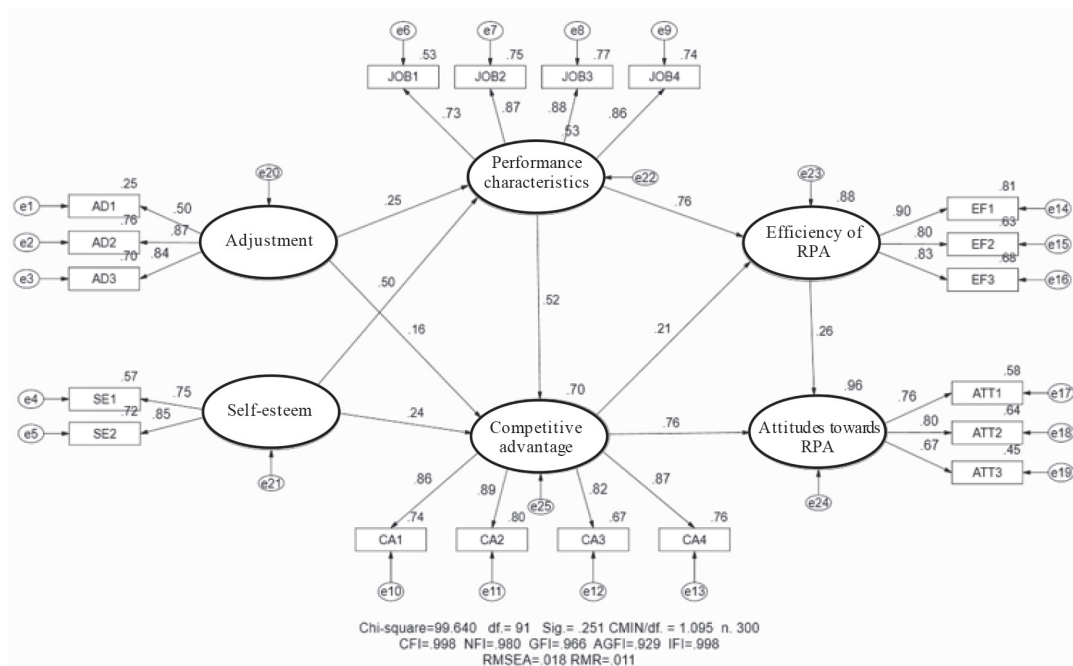 e6 e7 e8 e9
.53 .75 .77 .74
JOB1 JOB2 JOB3 JOB4
.73 .87 .88 .86
.53
Performance
characteristics
e22
e20
e23
.25
e1 AD1 .50
.76
e2 AD2 .87
.70
e3 AD3 .84
Adjustment
.25
.76
.88
Efficiency of
RPA
.90 .81
EF1 e14
.80 .63
EF2 e15
.83 .68
EF3 e16
.50
.52
.16
.21
.26
.57
e4 SE1 .75
.72
e5 SE2 .85
Self-esteem
e21
.24
.70
Competitive
advantage
e25
.76
.96
Attitudes towards
RPA
e24
.76 .58
ATT1 e17
.80 .64
ATT2 e18
.67 .45
ATT3 e19
.86 .89 .82 .87
.74 .80 .67 .76
CA1 CA2 CA3 CA4
e10 e11 e12 e13
Chi-square=99.640 df.= 91 Sig.= .251 CMIN/df. = 1.095 n. 300
CFI=.998 NFI=.980 GFI=.966 AGFI=.929 IFI=.998
RMSEA=.018 RMR=.011